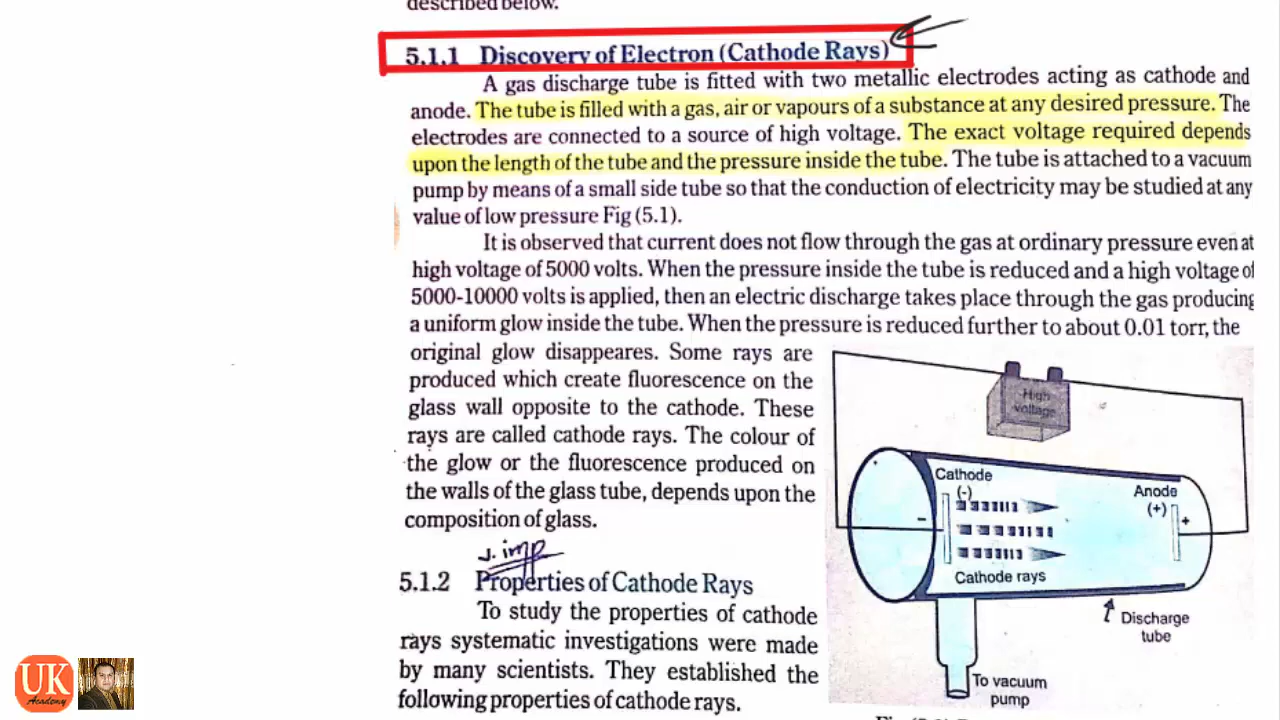 described below.
5.1.1 Discovery of Electron (Cathode Rays)
A gas discharge tube is fitted with two metallic electrodes acting as cathode and
anode. The tube is filled with a gas, air or vapours of a substance at any desired pressure. The
electrodes are connected to a source of high voltage. The exact voltage required depends
upon the length of the tube and the pressure inside the tube. The tube is attached to a vacuum
pump by means of a small side tube so that the conduction of electricity may be studied at any
value of low pressure Fig (5.1).
It is observed that current does not flow through the gas at ordinary pressure even at
high voltage of 5000 volts. When the pressure inside the tube is reduced and a high voltage of
5000-10000 volts is applied, then an electric discharge takes place through the gas producing
a uniform glow inside the tube. When the pressure is reduced further to about 0.01 torr, the
original glow disappeares. Some rays are
produced which create fluorescence on the
glass wall opposite to the cathode. These
rays are called cathode rays. The colour of
the glow or the fluorescence produced on
the walls of the glass tube, depends upon the
composition of glass.
imp
5.1.2 Properties of Cathode Rays
To study the properties of cathode
rays systematic investigations were made
by many scientists. They established the
following properties of cathode rays.
High
voltage
Cathode
(-)
Anode
(+)
-
+
Cathode rays
Discharge
tube
To vacuum
pump
UK
Academy